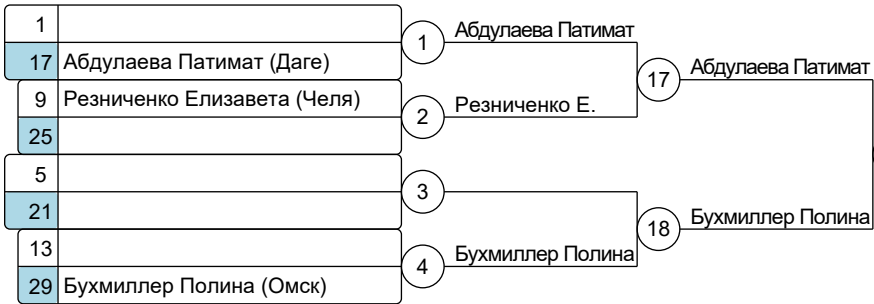 1
1
Абдулаева Патимат
17 Абдулаева Патимат (Даге)
17
Абдулаева Патимат
9 Резниченко Елизавета (Челя)
2
Резниченко Е.
25
5
3
21
18
Бухмиллер Полина
13
4
Бухмиллер Полина
29 Бухмиллер Полина (Омск)